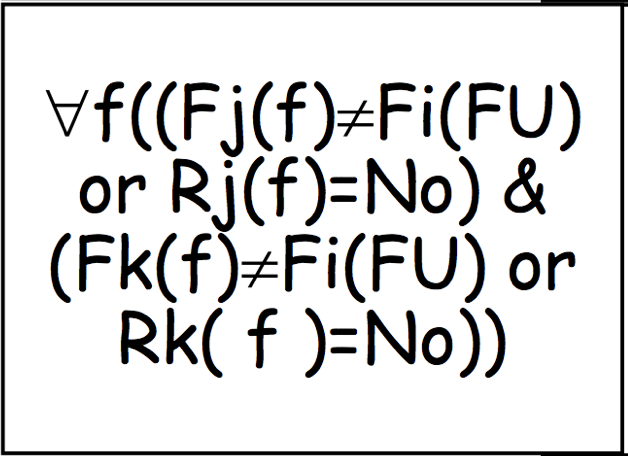 ∀f((Fj(f)≠Fi(FU)
or Rj(f)=No) &
(Fk(f)≠Fi(FU) or
Rk( f )=No))